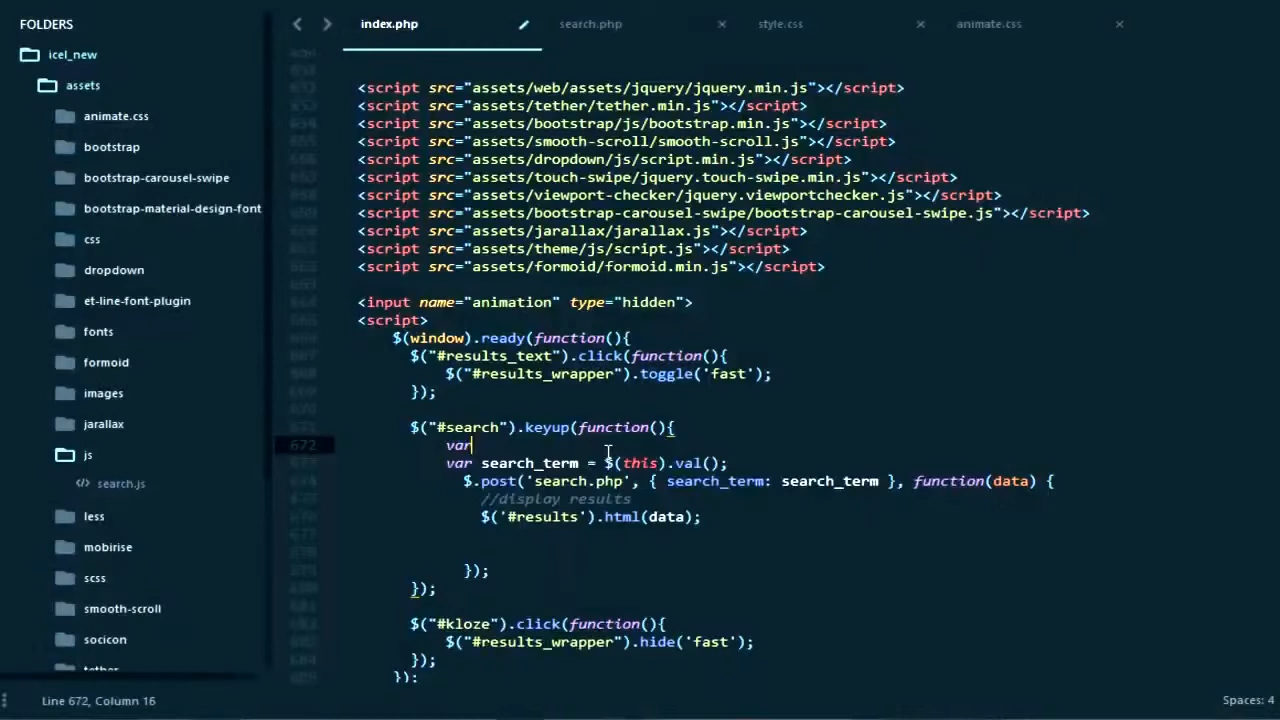 FOLDERS
icel_new
assets
animate.css
bootstrap
bootstrap-carousel-swipe
bootstrap-material-design-font
css
dropdown
et-line-font-plugin
fonts
formoid
images
jarallax
js
search.js
less
mobirise
scss
smooth-scroll
socicon
tether
index.php
search.php
style.css
animate.css
<script src="assets/web/assets/jquery/jquery.min.js"></script>
<script src="assets/tether/tether.min.js"></script>
<script src="assets/bootstrap/js/bootstrap.min.js"></script>
<script src="assets/smooth-scroll/smooth-scroll.js"></script>
<script src="assets/dropdown/js/script.min.js"></script>
<script src="assets/touch-swipe/jquery.touch-swipe.min.js"></script>
<script src="assets/viewport-checker/jquery.viewportchecker.js"></script>
<script src="assets/bootstrap-carousel-swipe/bootstrap-carousel-swipe.js"></script>
<script src="assets/jarallax/jarallax.js"></script>
<script src="assets/theme/js/script.js"></script>
<script src="assets/formoid/formoid.min.js"></script>
<input name="animation" type="hidden">
<script>
$(window).ready(function(){
$("#results_text").click(function(){
$("#results_wrapper").toggle('fast');
});
$("#search").keyup(function(){
672 var
var search_term = $(this).val();
$.post('search.php', { search_term: search_term }, function(data) {
//display results
$('#results').html(data);
});
});
$("#kloze").click(function(){
$("#results_wrapper").hide('fast');
});
});
Line 672, Column 16
Spaces: 4